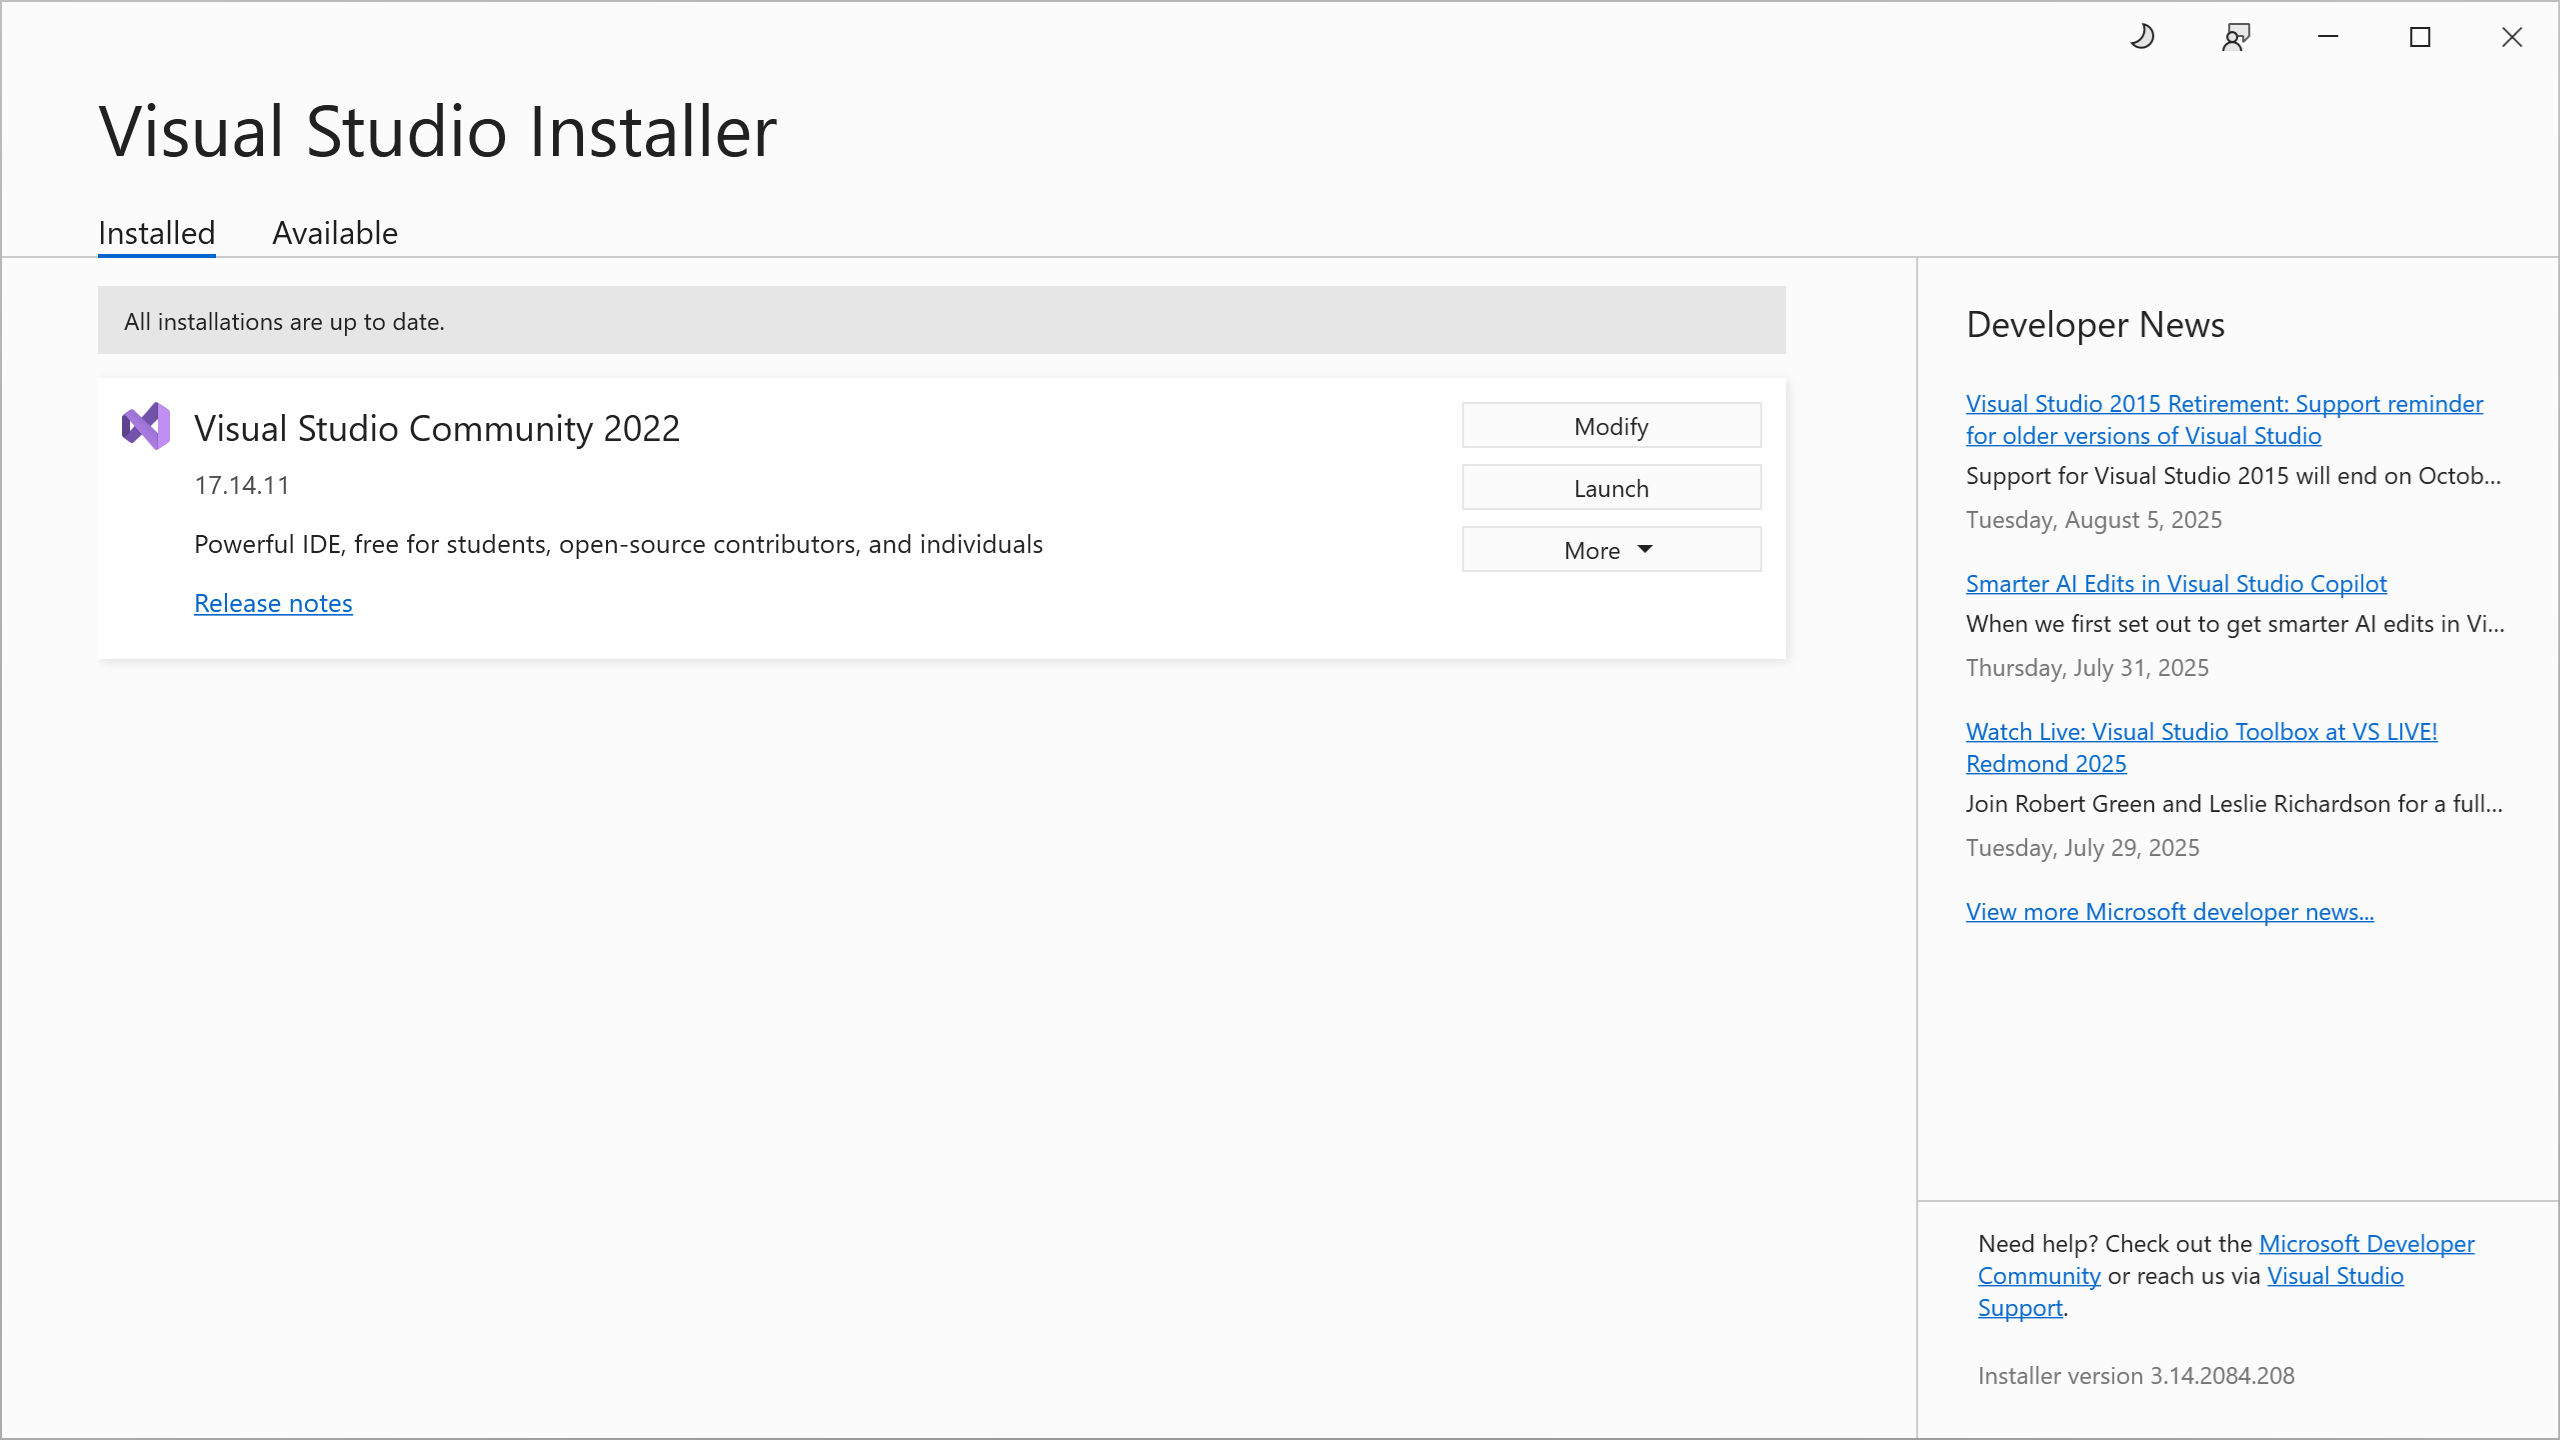 Visual Studio Installer
Installed
Available
All installations are up to date.
Visual Studio Community 2022
17.14.11
Powerful IDE, free for students, open-source contributors, and individuals
Release notes
Modify
Launch
More
Developer News
Visual Studio 2015 Retirement: Support reminder
for older versions of Visual Studio
Support for Visual Studio 2015 will end on Octob...
Tuesday, August 5, 2025
Smarter AI Edits in Visual Studio Copilot
When we first set out to get smarter AI edits in Vi...
Thursday, July 31, 2025
Watch Live: Visual Studio Toolbox at VS LIVE!
Redmond 2025
Join Robert Green and Leslie Richardson for a full...
Tuesday, July 29, 2025
View more Microsoft developer news...
Need help? Check out the Microsoft Developer
Community or reach us via Visual Studio
Support.
Installer version 3.14.2084.208